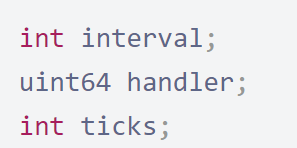 int interval;
uint64 handler;
int ticks;